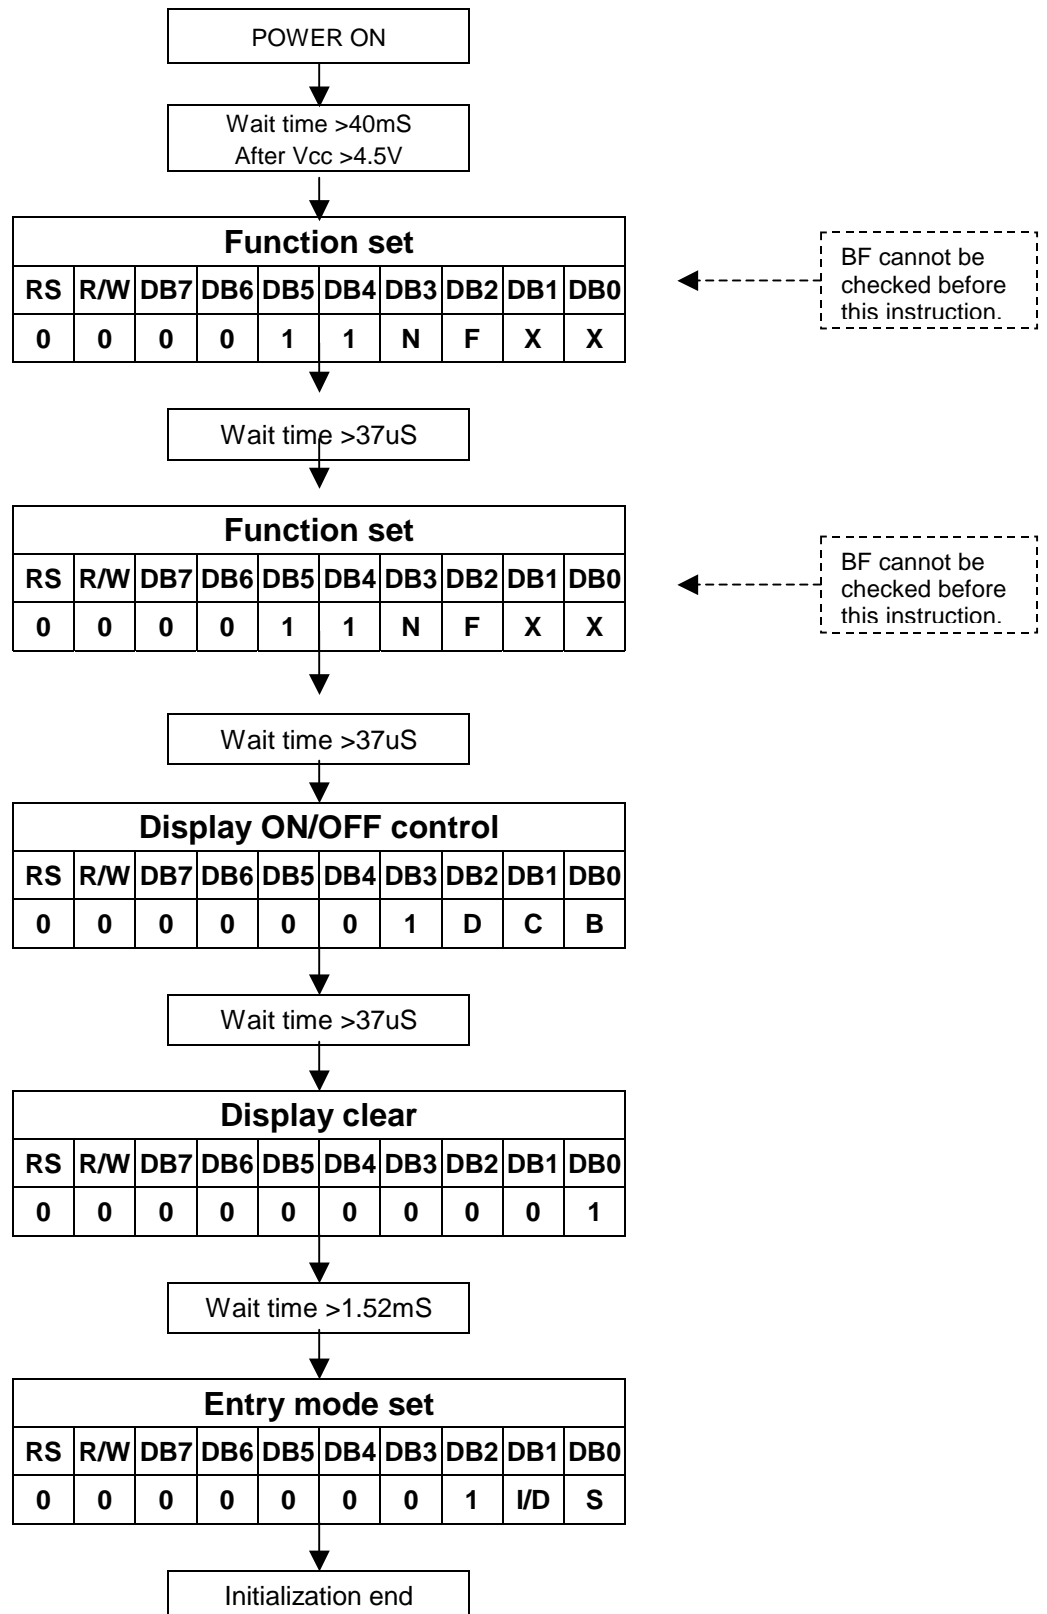 POWER ON
Wait time >40mS
After Vcc >4.5V
Function set
RS R/W DB7 DB6 DB5 DB4 DB3 DB2 DB1 DB0
0 0 0 0 1 1 N F X X
BF cannot be
checked before
this instruction.
Wait time >37uS
Function set
RS R/W DB7 DB6 DB5 DB4 DB3 DB2 DB1 DB0
0 0 0 0 1 1 N F X X
BF cannot be
checked before
this instruction.
Wait time >37uS
Display ON/OFF control
RS R/W DB7 DB6 DB5 DB4 DB3 DB2 DB1 DB0
0 0 0 0 0 0 1 D C B
Wait time >37uS
Display clear
RS R/W DB7 DB6 DB5 DB4 DB3 DB2 DB1 DB0
0 0 0 0 0 0 0 0 0 1
Wait time >1.52mS
Entry mode set
RS R/W DB7 DB6 DB5 DB4 DB3 DB2 DB1 DB0
0 0 0 0 0 0 0 1 I/D S
Initialization end